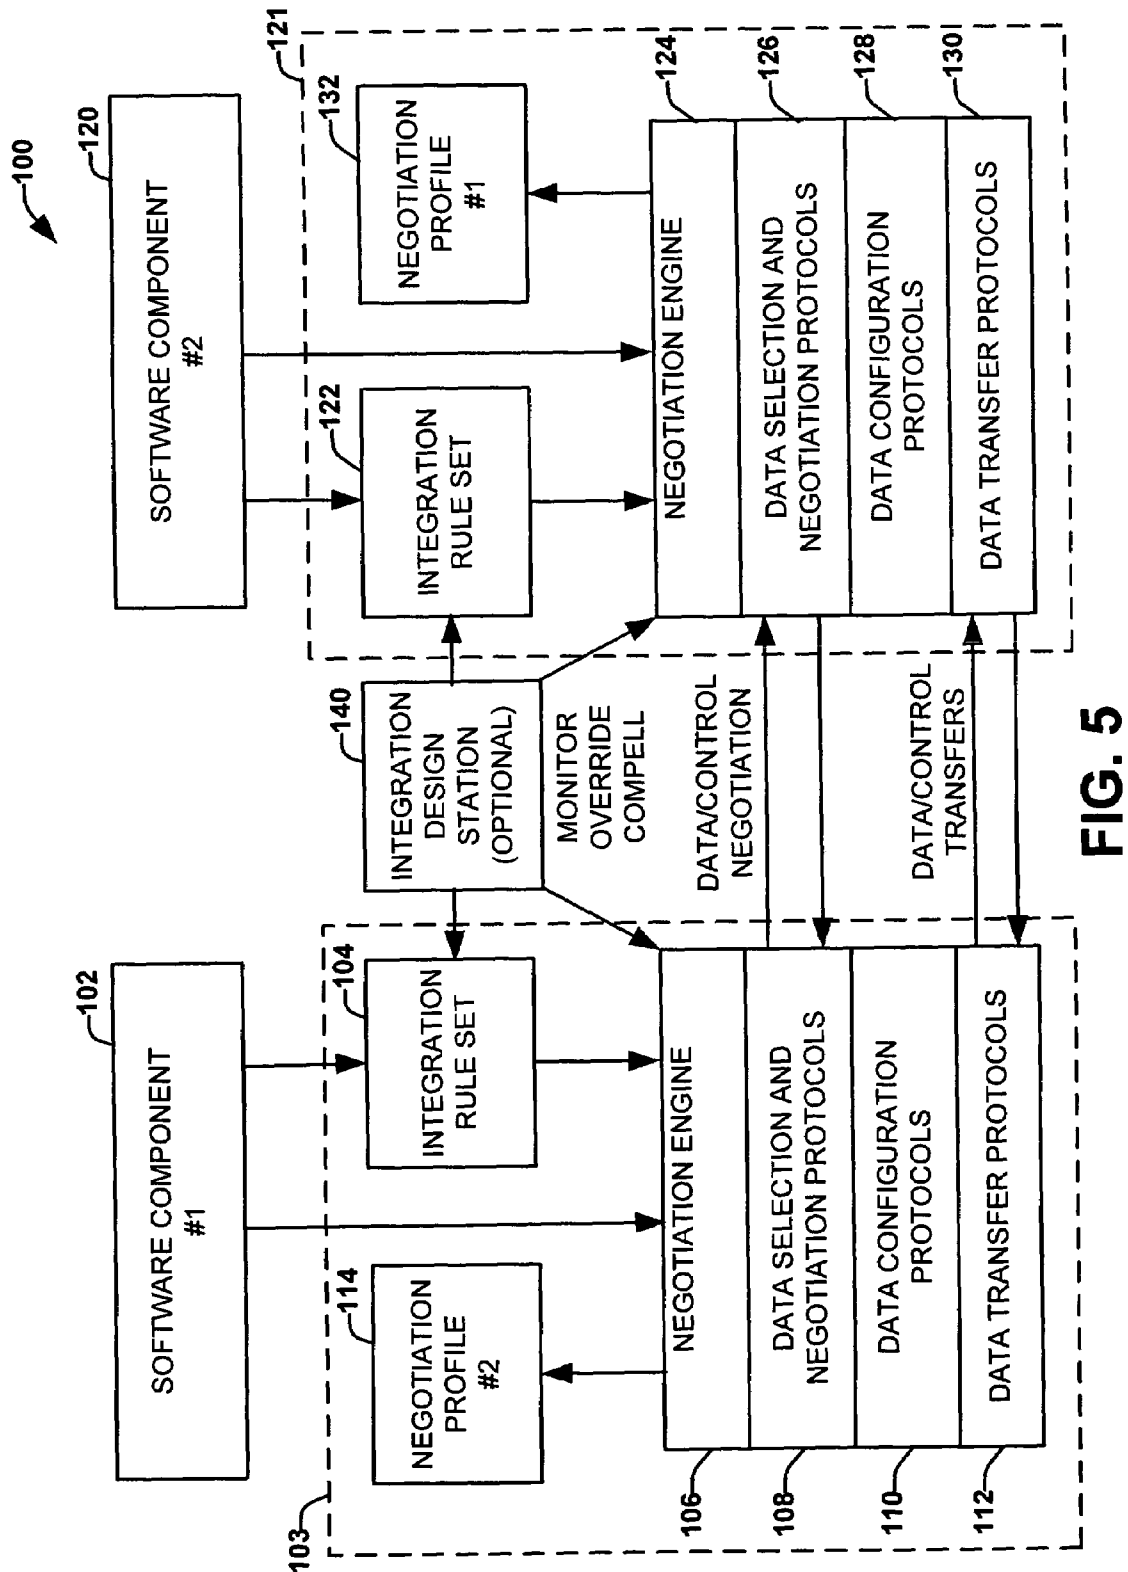 100
102
SOFTWARE COMPONENT
#1
120
SOFTWARE COMPONENT
#2
103
114
NEGOTIATION
PROFILE
#2
104
INTEGRATION
RULE SET
140
INTEGRATION
DESIGN
STATION
(OPTIONAL)
121
122
INTEGRATION
RULE SET
132
NEGOTIATION
PROFILE
#1
MONITOR
OVERRIDE
COMPELL
106
NEGOTIATION ENGINE
108
DATA SELECTION AND
NEGOTIATION PROTOCOLS
110
DATA CONFIGURATION
PROTOCOLS
112
DATA TRANSFER PROTOCOLS
DATA/CONTROL
NEGOTIATION
DATA/CONTROL
TRANSFERS
124
NEGOTIATION ENGINE
126
DATA SELECTION AND
NEGOTIATION PROTOCOLS
128
DATA CONFIGURATION
PROTOCOLS
130
DATA TRANSFER PROTOCOLS
FIG. 5